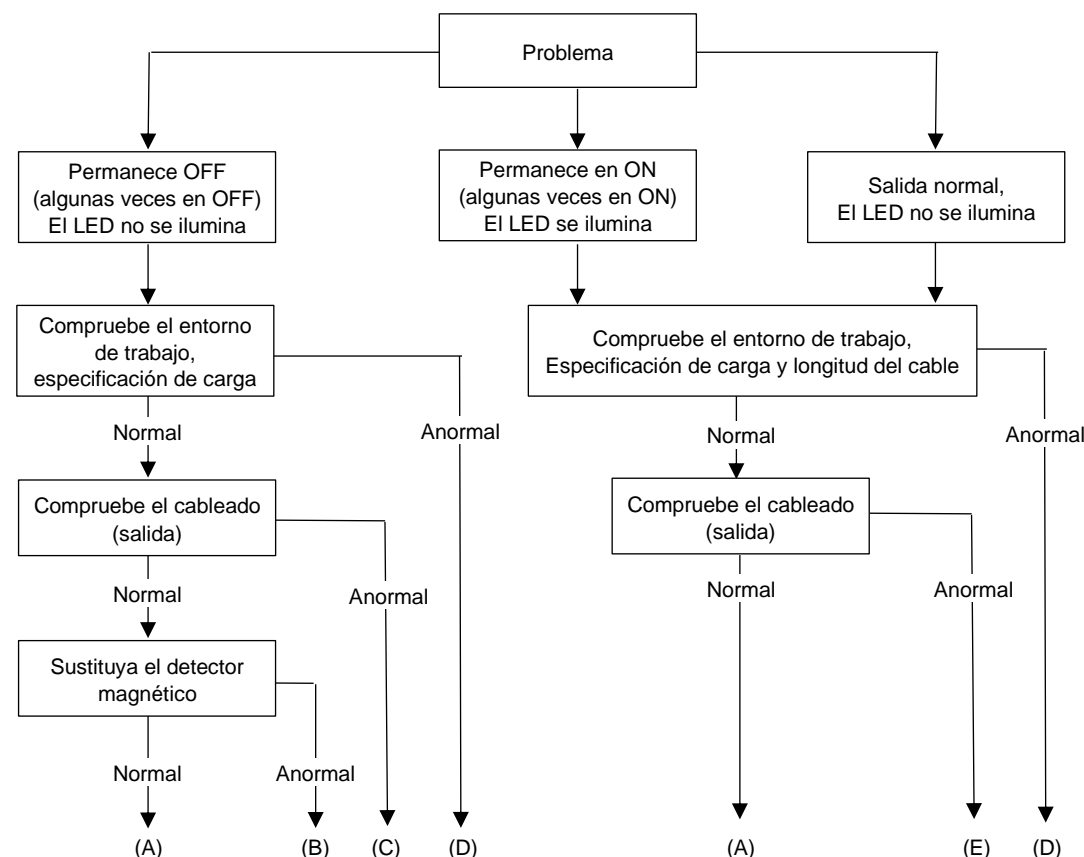 Problema
Permanece OFF
(algunas veces en OFF)
El LED no se ilumina
Permanece en ON
(algunas veces en ON)
El LED se ilumina
Salida normal,
El LED no se ilumina
Compruebe el entorno
de trabajo,
especificación de carga
Compruebe el entorno de trabajo,
Especificación de carga y longitud del cable
Normal
Anormal
Normal
Anormal
Compruebe el cableado
(salida)
Compruebe el cableado
(salida)
Normal
Anormal
Normal
Anormal
Sustituya el detector
magnético
Normal
Anormal
(A)
(B)
(C)
(D)
(A)
(E)
(D)